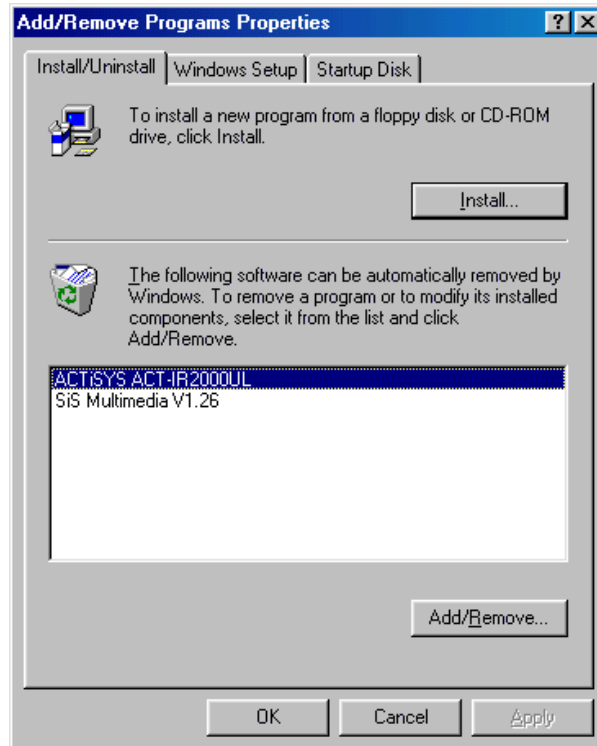 Add/Remove Programs Properties
Install/Uninstall Windows Setup Startup Disk
To install a new program from a floppy disk or CD-ROM
drive, click Install.
Install...
The following software can be automatically removed by
Windows. To remove a program or to modify its installed
components, select it from the list and click
Add/Remove.
ACTiSYS ACT-IR2000UL
SiS Multimedia V1.26
Add/Remove...
OK Cancel Apply